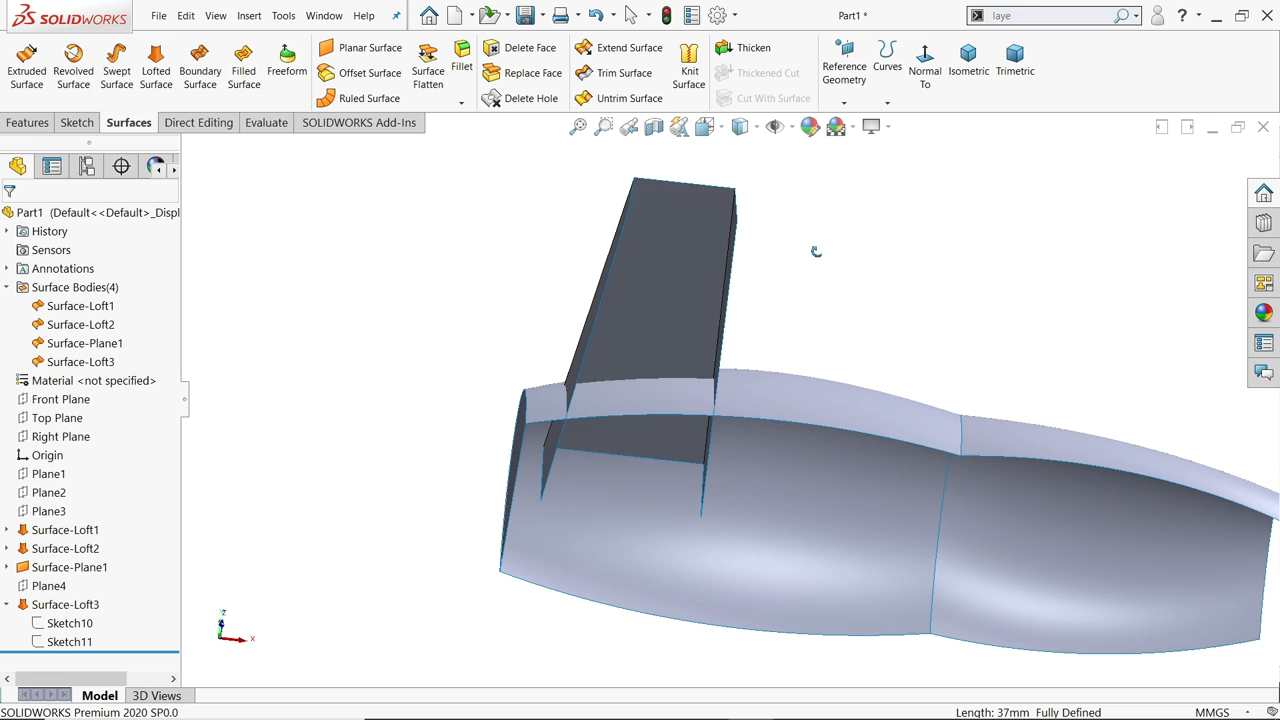 SOLIDWORKS
File Edit View Insert Tools Window Help
Part1 *
laye
Extruded Surface
Revolved Surface
Swept Surface
Lofted Surface
Boundary Surface
Filled Surface
Freeform
Planar Surface
Offset Surface
Ruled Surface
Surface Flatten
Fillet
Delete Face
Replace Face
Delete Hole
Extend Surface
Trim Surface
Untrim Surface
Knit Surface
Thicken
Thickened Cut
Cut With Surface
Reference Geometry
Curves
Normal To
Isometric
Trimetric
Features Sketch Surfaces Direct Editing Evaluate SOLIDWORKS Add-Ins
Part1 (Default<<Default>_Displ
History
Sensors
Annotations
Surface Bodies(4)
Surface-Loft1
Surface-Loft2
Surface-Plane1
Surface-Loft3
Material <not specified>
Front Plane
Top Plane
Right Plane
Origin
Plane1
Plane2
Plane3
Surface-Loft1
Surface-Loft2
Surface-Plane1
Plane4
Surface-Loft3
Sketch10
Sketch11
z
x
Model 3D Views
SOLIDWORKS Premium 2020 SP0.0
Length: 37mm Fully Defined
MMGS